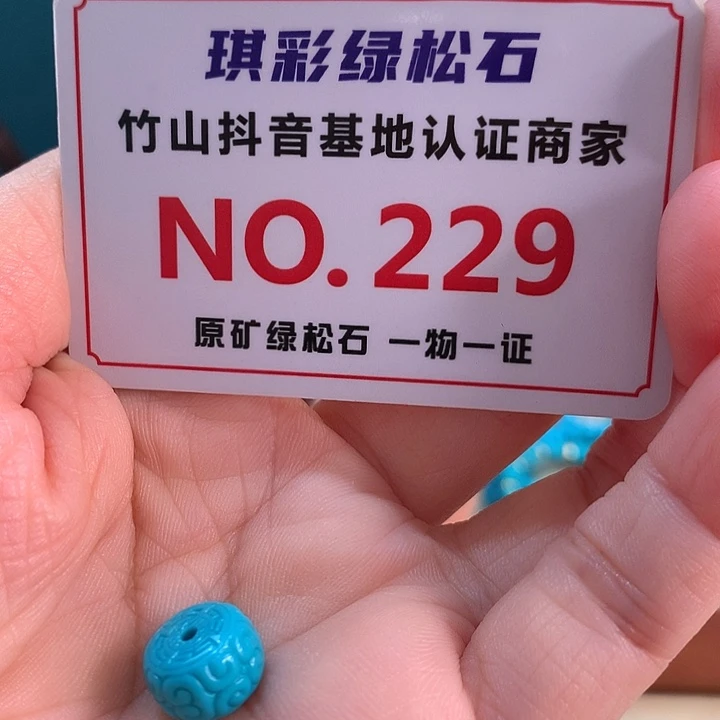 琪彩绿松石
竹山抖音基地认证商家
NO.229
原矿绿松石 一物一证